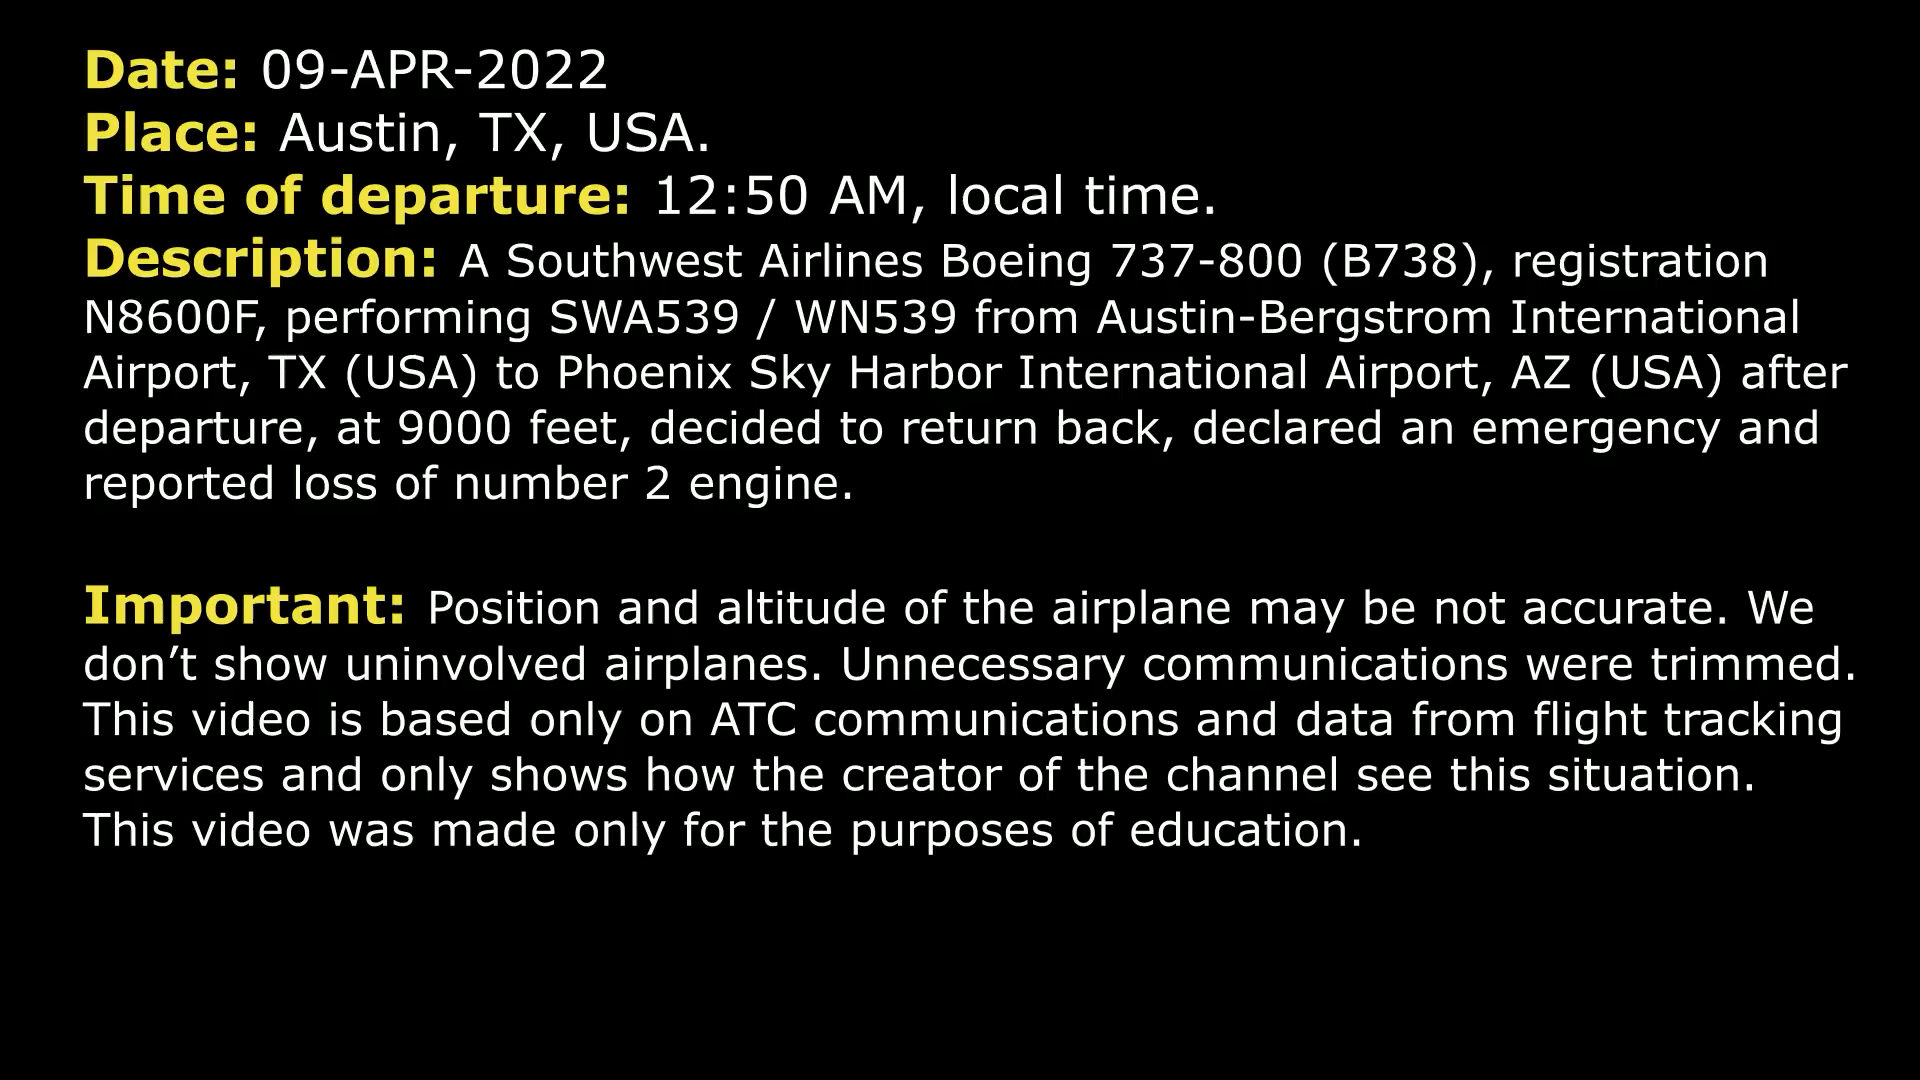 Date: 09-APR-2022
Place: Austin, TX, USA.
Time of departure: 12:50 AM, local time.
Description: A Southwest Airlines Boeing 737-800 (B738), registration
N8600F, performing SWA539 / WN539 from Austin-Bergstrom International
Airport, TX (USA) to Phoenix Sky Harbor International Airport, AZ (USA) after
departure, at 9000 feet, decided to return back, declared an emergency and
reported loss of number 2 engine.
Important: Position and altitude of the airplane may be not accurate. We
don’t show uninvolved airplanes. Unnecessary communications were trimmed.
This video is based only on ATC communications and data from flight tracking
services and only shows how the creator of the channel see this situation.
This video was made only for the purposes of education.